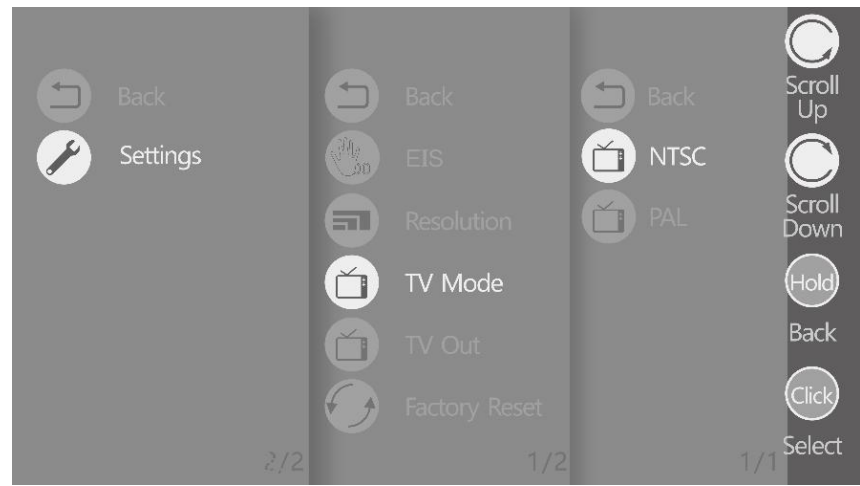 Back
Settings
2/2
Back
EIS
Resolution
TV Mode
TV Out
Factory Reset
1/2
Back
NTSC
PAL
1/1
Scroll
Up
Scroll
Down
Hold
Back
Click
Select